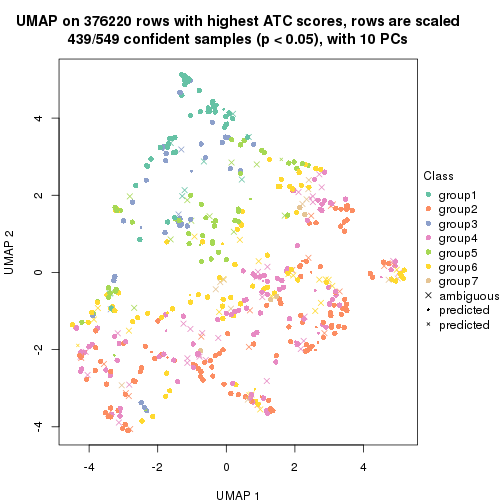 UMAP on 376220 rows with highest ATC scores, rows are scaled
439/549 confident samples (p < 0.05), with 10 PCs
4
2
0
-2
-4
UMAP 2
-4
-2
0
2
4
UMAP 1
Class
group1
group2
group3
group4
group5
group6
group7
ambiguous
predicted
predicted